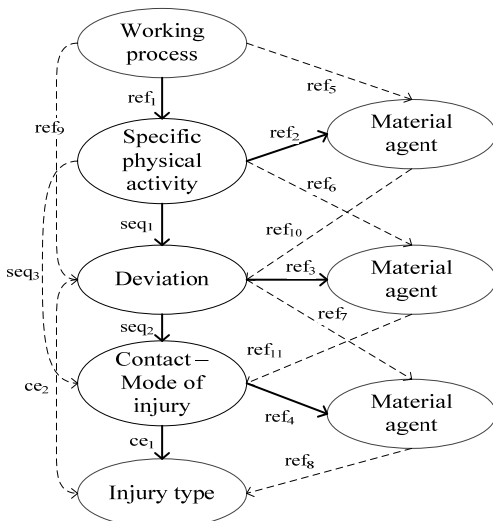 Working
process
ref1
ref5
ref9
Specific
physical
activity
ref2
Material
agent
ref6
seq1
ref10
seq3
Deviation
ref3
Material
agent
seq2
ref7
ref11
ce2
Contact–
Mode of
injury
ref4
Material
agent
ce1
ref8
Injury type